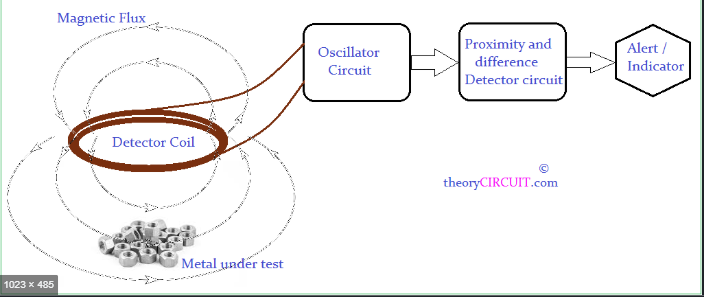 Magnetic Flux
Oscillator
Circuit
Proximity and
difference
Detector circuit
Alert /
Indicator
Detector Coil
©
theoryCIRCUIT.com
Metal under test
1023 × 485